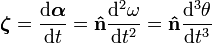 𝜻 = d𝜶/dt = n̂ d²ω/dt² = n̂ d³θ/dt³